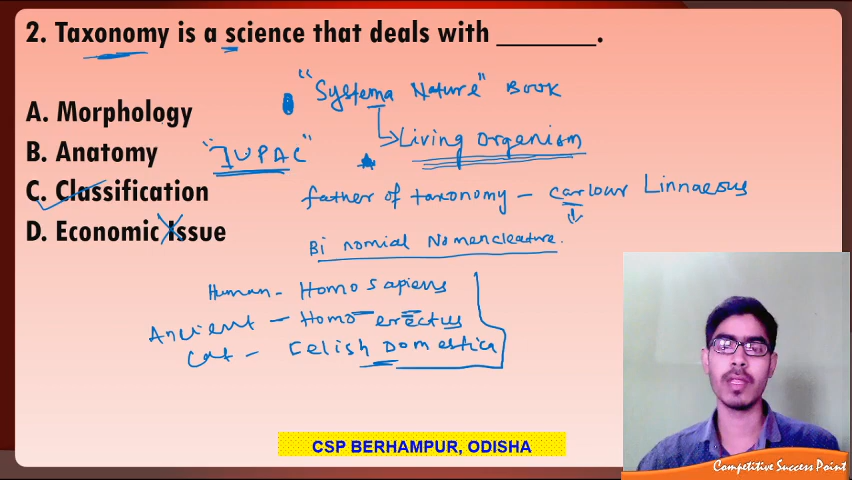 2. Taxonomy is a science that deals with _______.
"Systema Nature" Book
A. Morphology
Living organism
B. Anatomy
"IUPAC"
C. Classification
father of taxonomy – carlour Linnaeous
D. Economic Issue
Bi nomial Nomencleature.
Human - Homo sapiens
Ancient - Homo erectus
Cat - Felish Domestica
CSP BERHAMPUR, ODISHA
Competitive Success Point